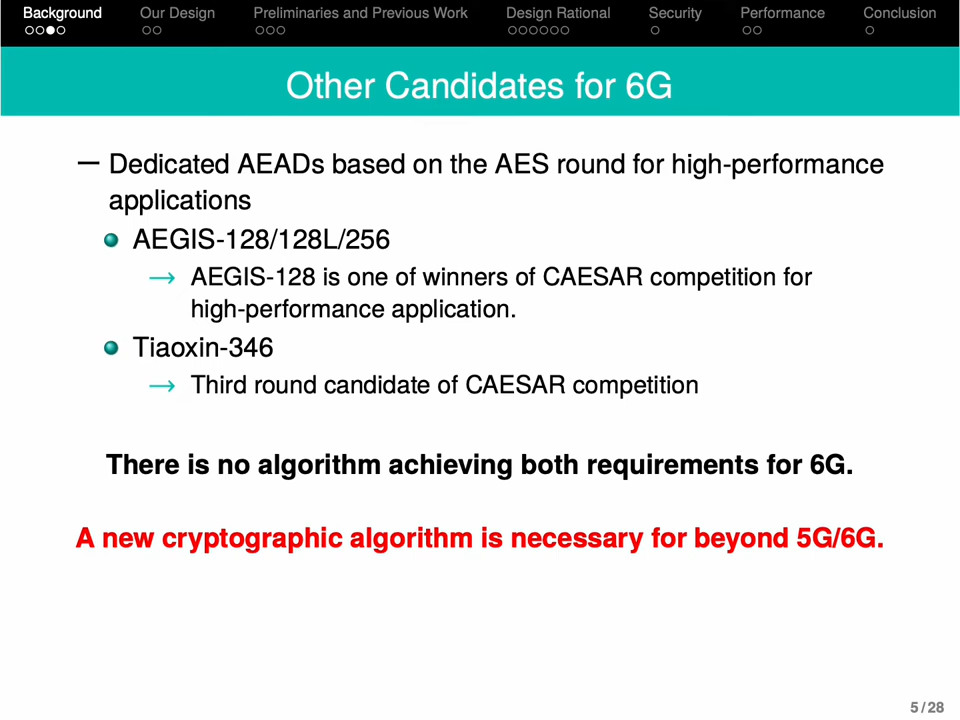 Background Our Design Preliminaries and Previous Work Design Rational Security Performance Conclusion
Other Candidates for 6G
— Dedicated AEADs based on the AES round for high-performance
applications
AEGIS-128/128L/256
→ AEGIS-128 is one of winners of CAESAR competition for
high-performance application.
Tiaoxin-346
→ Third round candidate of CAESAR competition
There is no algorithm achieving both requirements for 6G.
A new cryptographic algorithm is necessary for beyond 5G/6G.
5 / 28